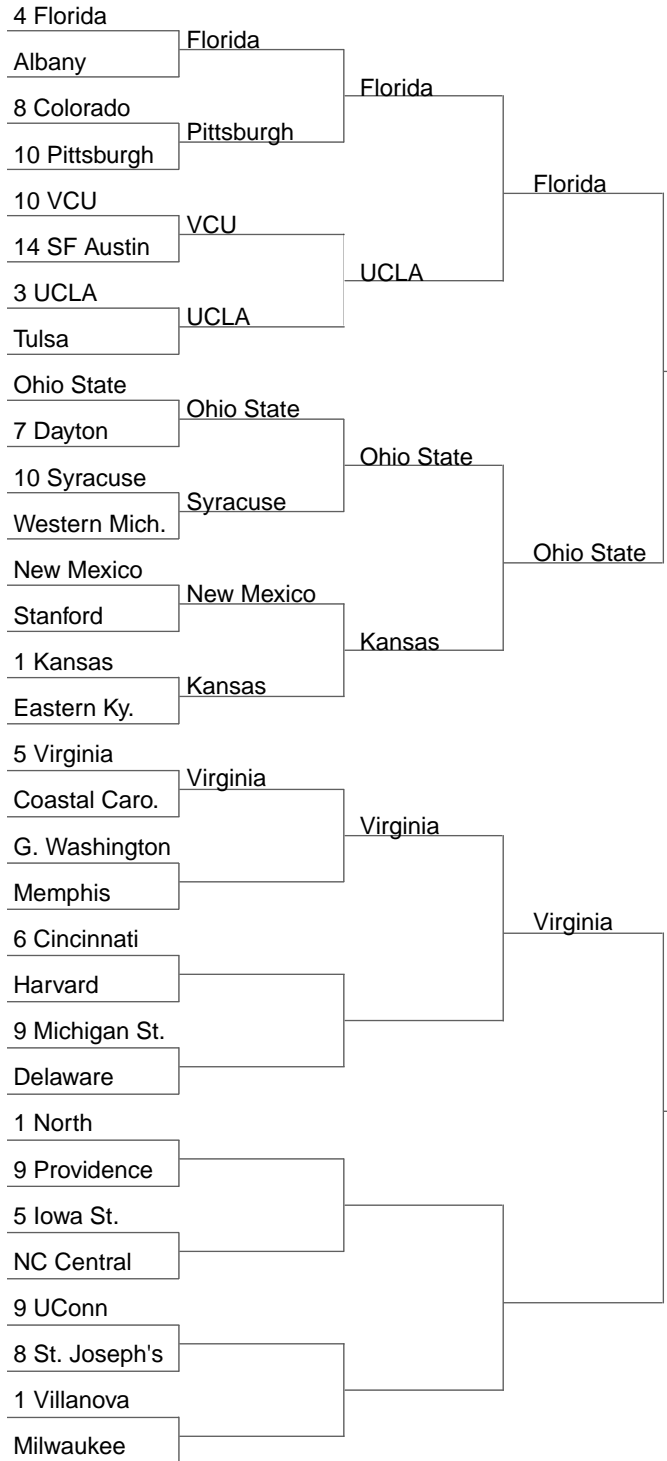 4 Florida
Albany
8 Colorado
10 Pittsburgh
10 VCU
14 SF Austin
3 UCLA
Tulsa
Ohio State
7 Dayton
10 Syracuse
Western Mich.
New Mexico
Stanford
1 Kansas
Eastern Ky.
5 Virginia
Coastal Caro.
G. Washington
Memphis
6 Cincinnati
Harvard
9 Michigan St.
Delaware
1 North
9 Providence
5 Iowa St.
NC Central
9 UConn
8 St. Joseph's
1 Villanova
Milwaukee
Florida
Pittsburgh
VCU
UCLA
Ohio State
Syracuse
New Mexico
Kansas
Virginia
Florida
UCLA
Ohio State
Kansas
Virginia
Florida
Ohio State
Virginia